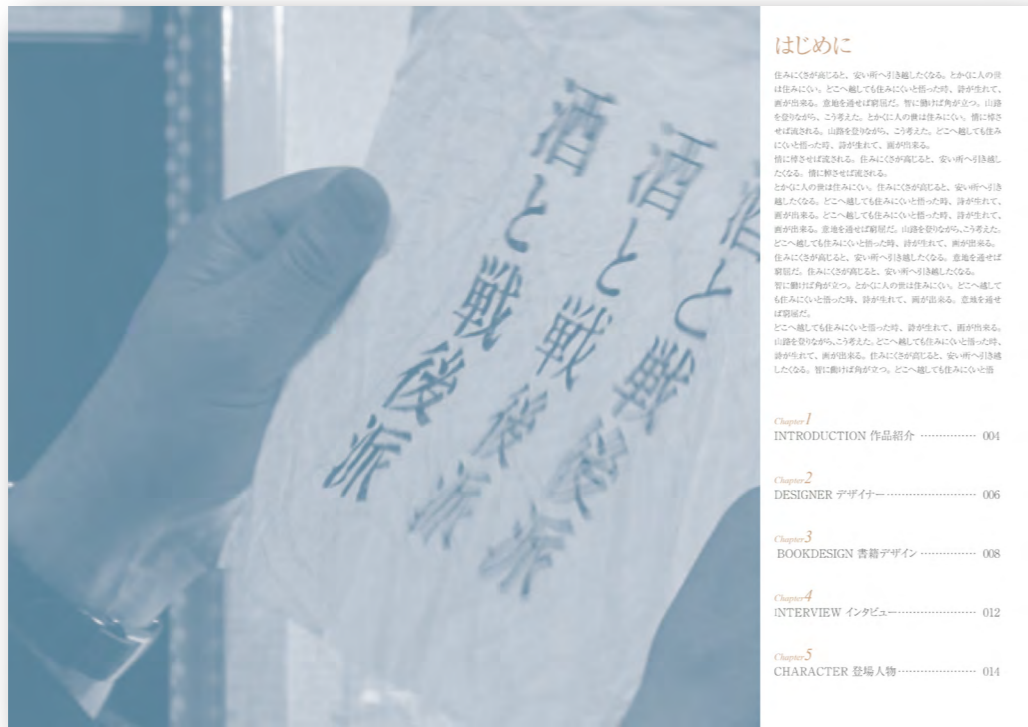 酒と戦後派
酒と戦後派
酒と戦後派
はじめに
住みにくさが高じると、安い所へ引き越したくなる。とかくに人の世
は住みにくい。どこへ越しても住みにくいと悟った時、詩が生れて、
画が出来る。意地を通せば窮屈だ。智に働けば角が立つ。山路
を登りながら、こう考えた。とかくに人の世は住みにくい。情に棹さ
せば流される。山路を登りながら、こう考えた。どこへ越しても住み
にくいと悟った時、詩が生れて、画が出来る。
情に棹させば流される。住みにくさが高じると、安い所へ引き越し
たくなる。情に棹させば流される。
とかくに人の世は住みにくい。住みにくさが高じると、安い所へ引き
越したくなる。どこへ越しても住みにくいと悟った時、詩が生れて、
画が出来る。どこへ越しても住みにくいと悟った時、詩が生れて、
画が出来る。意地を通せば窮屈だ。山路を登りながら、こう考えた。
どこへ越しても住みにくいと悟った時、詩が生れて、画が出来る。
住みにくさが高じると、安い所へ引き越したくなる。意地を通せば
窮屈だ。住みにくさが高じると、安い所へ引き越したくなる。
智に働けば角が立つ。とかくに人の世は住みにくい。どこへ越して
も住みにくいと悟った時、詩が生れて、画が出来る。意地を通せ
ば窮屈だ。
どこへ越しても住みにくいと悟った時、詩が生れて、画が出来る。
山路を登りながら、こう考えた。どこへ越しても住みにくいと悟った時、
詩が生れて、画が出来る。住みにくさが高じると、安い所へ引き越
したくなる。智に働けば角が立つ。どこへ越しても住みにくいと悟
Chapter1
INTRODUCTION 作品紹介 ·············· 004
Chapter2
DESIGNER デザイナー ······················ 006
Chapter3
BOOKDESIGN 書籍デザイン ·············· 008
Chapter4
INTERVIEW インタビュー···················· 012
Chapter5
CHARACTER 登場人物··················· 014